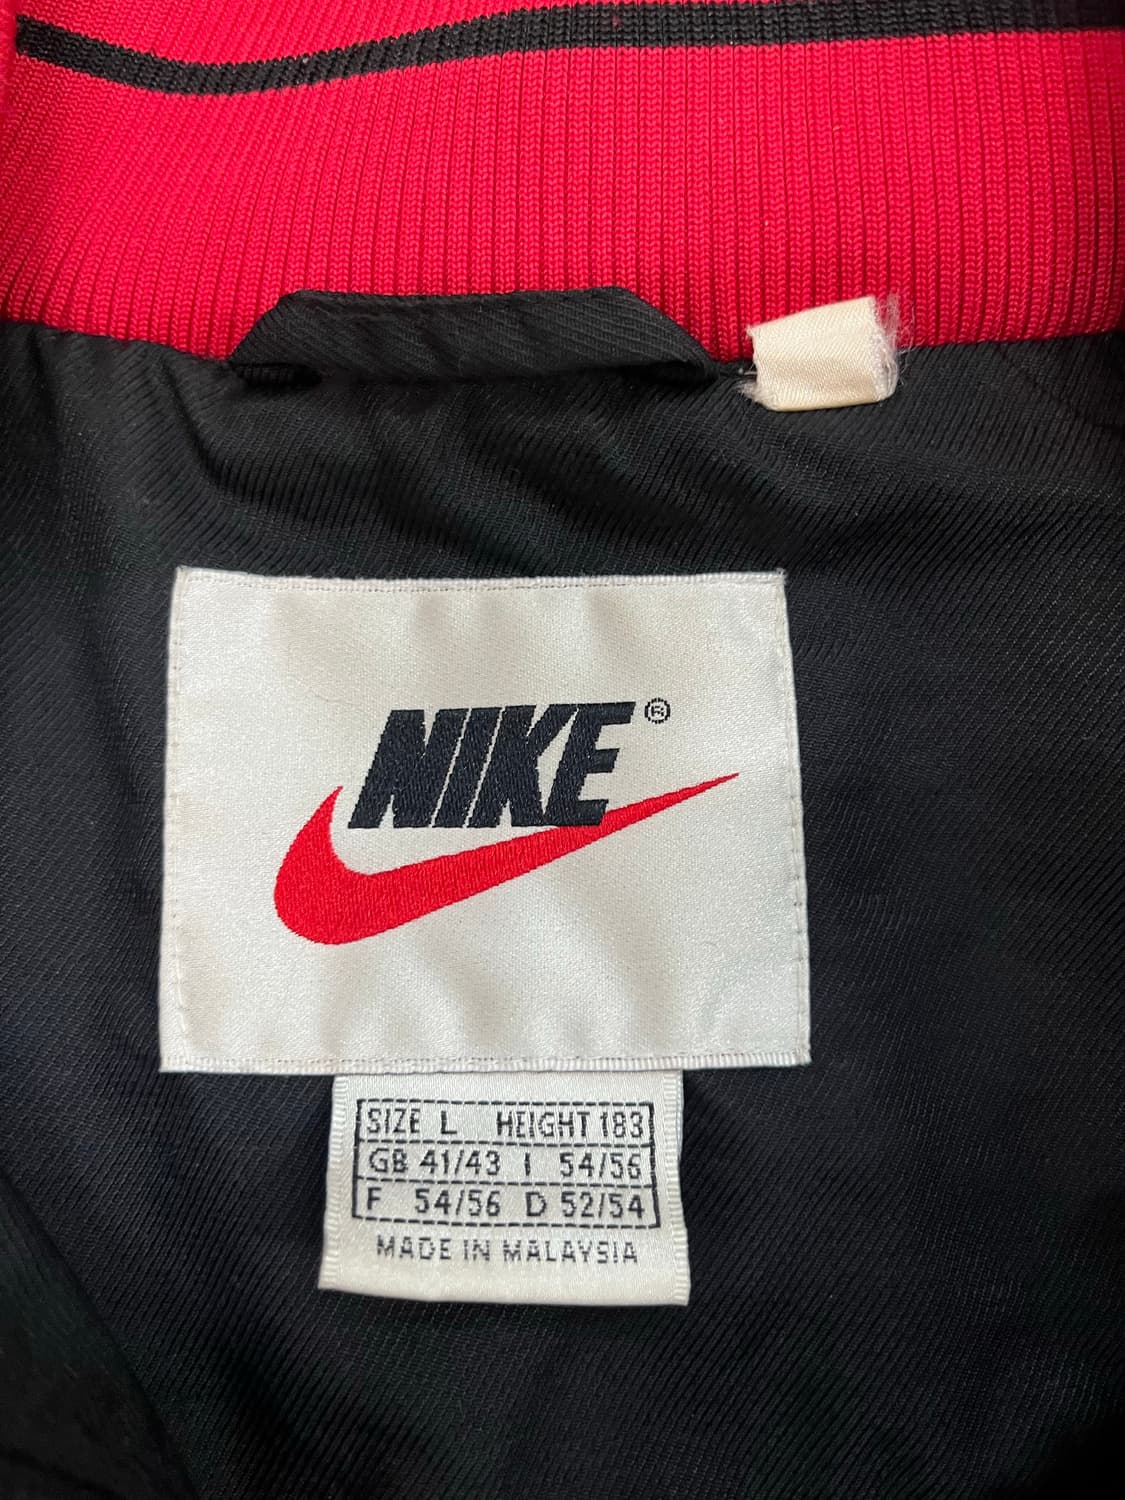 NIKE®
SIZE L HEIGHT 183
GB 41/43 I 54/56
F 54/56 D 52/54
MADE IN MALAYSIA